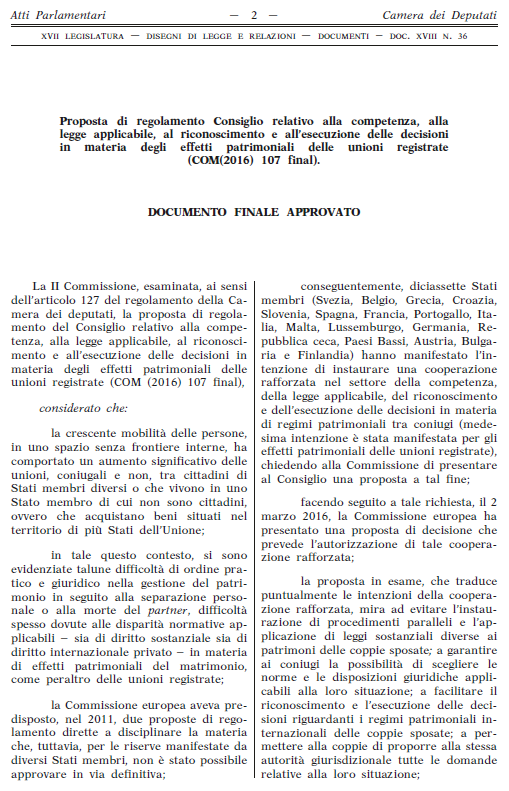 Atti Parlamentari — 2 — Camera dei Deputati
XVII LEGISLATURA — DISEGNI DI LEGGE E RELAZIONI — DOCUMENTI — DOC. XVIII N. 36
Proposta di regolamento Consiglio relativo alla competenza, alla
legge applicabile, al riconoscimento e all'esecuzione delle decisioni
in materia degli effetti patrimoniali delle unioni registrate
(COM(2016) 107 final).
DOCUMENTO FINALE APPROVATO
La II Commissione, esaminata, ai sensi
dell'articolo 127 del regolamento della Ca-
mera dei deputati, la proposta di regola-
mento del Consiglio relativo alla compe-
tenza, alla legge applicabile, al riconosci-
mento e all'esecuzione delle decisioni in
materia degli effetti patrimoniali delle
unioni registrate (COM (2016) 107 final),
considerato che:
la crescente mobilità delle persone,
in uno spazio senza frontiere interne, ha
comportato un aumento significativo delle
unioni, coniugali e non, tra cittadini di
Stati membri diversi o che vivono in uno
Stato membro di cui non sono cittadini,
ovvero che acquistano beni situati nel
territorio di più Stati dell'Unione;
in tale questo contesto, si sono
evidenziate talune difficoltà di ordine pra-
tico e giuridico nella gestione del patri-
monio in seguito alla separazione perso-
nale o alla morte del partner, difficoltà
spesso dovute alle disparità normative ap-
plicabili – sia di diritto sostanziale sia di
diritto internazionale privato – in materia
di effetti patrimoniali del matrimonio,
come peraltro delle unioni registrate;
la Commissione europea aveva pre-
disposto, nel 2011, due proposte di rego-
lamento dirette a disciplinare la materia
che, tuttavia, per le riserve manifestate da
diversi Stati membri, non è stato possibile
approvare in via definitiva;
conseguentemente, diciassette Stati
membri (Svezia, Belgio, Grecia, Croazia,
Slovenia, Spagna, Francia, Portogallo, Ita-
lia, Malta, Lussemburgo, Germania, Re-
pubblica ceca, Paesi Bassi, Austria, Bulga-
ria e Finlandia) hanno manifestato l'in-
tenzione di instaurare una cooperazione
rafforzata nel settore della competenza,
della legge applicabile, del riconoscimento
e dell'esecuzione delle decisioni in materia
di regimi patrimoniali tra coniugi (mede-
sima intenzione è stata manifestata per gli
effetti patrimoniali delle unioni registrate),
chiedendo alla Commissione di presentare
al Consiglio una proposta a tal fine;
facendo seguito a tale richiesta, il 2
marzo 2016, la Commissione europea ha
presentato una proposta di decisione che
prevede l'autorizzazione di tale coopera-
zione rafforzata;
la proposta in esame, che traduce
puntualmente le intenzioni della coopera-
zione rafforzata, mira ad evitare l'instau-
razione di procedimenti paralleli e l'ap-
plicazione di leggi sostanziali diverse ai
patrimoni delle coppie sposate; a garantire
ai coniugi la possibilità di scegliere le
norme e le disposizioni giuridiche appli-
cabili alla loro situazione; a facilitare il
riconoscimento e l'esecuzione delle deci-
sioni riguardanti i regimi patrimoniali in-
ternazionali delle coppie sposate; a per-
mettere alla coppie di proporre alla stessa
autorità giurisdizionale tutte le domande
relative alla loro situazione;